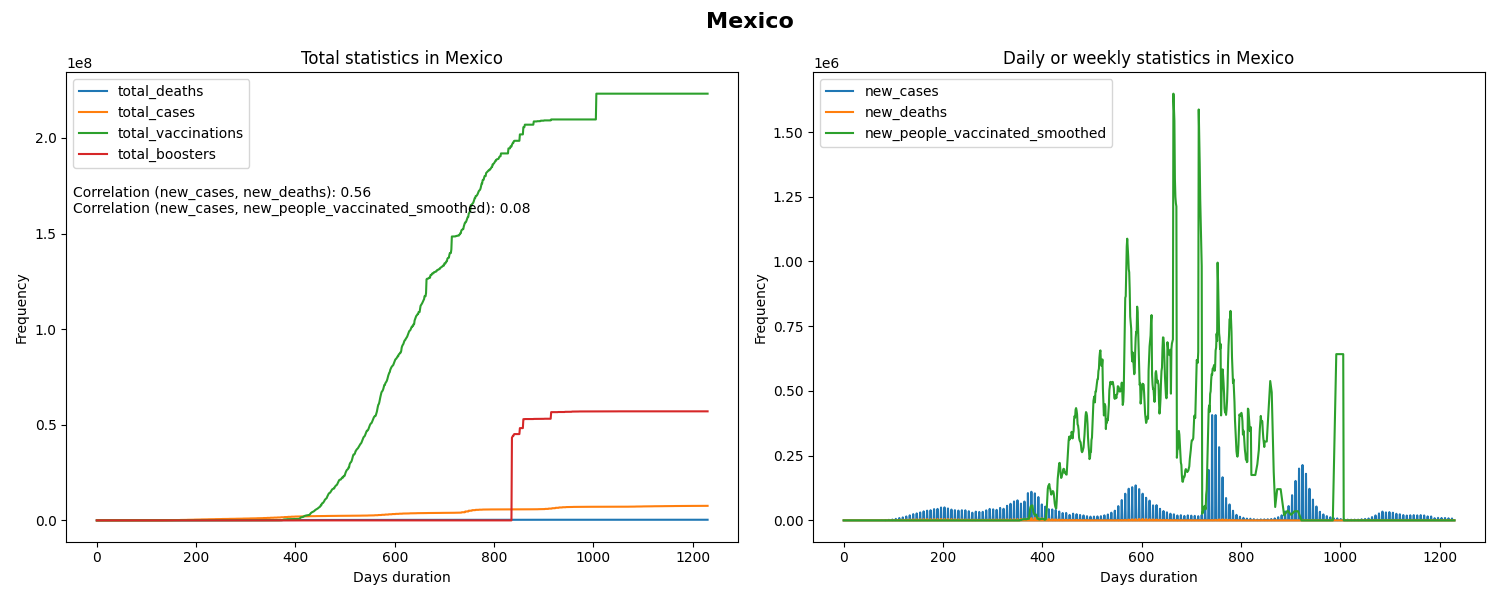 Mexico
Total statistics in Mexico
1e8
total_deaths
total_cases
total_vaccinations
total_boosters
Correlation (new_cases, new_deaths): 0.56
Correlation (new_cases, new_people_vaccinated_smoothed): 0.08
Frequency
2.0
1.5
1.0
0.5
0.0
0 200 400 600 800 1000 1200
Days duration
Daily or weekly statistics in Mexico
1e6
new_cases
new_deaths
new_people_vaccinated_smoothed
Frequency
1.50
1.25
1.00
0.75
0.50
0.25
0.00
0 200 400 600 800 1000 1200
Days duration